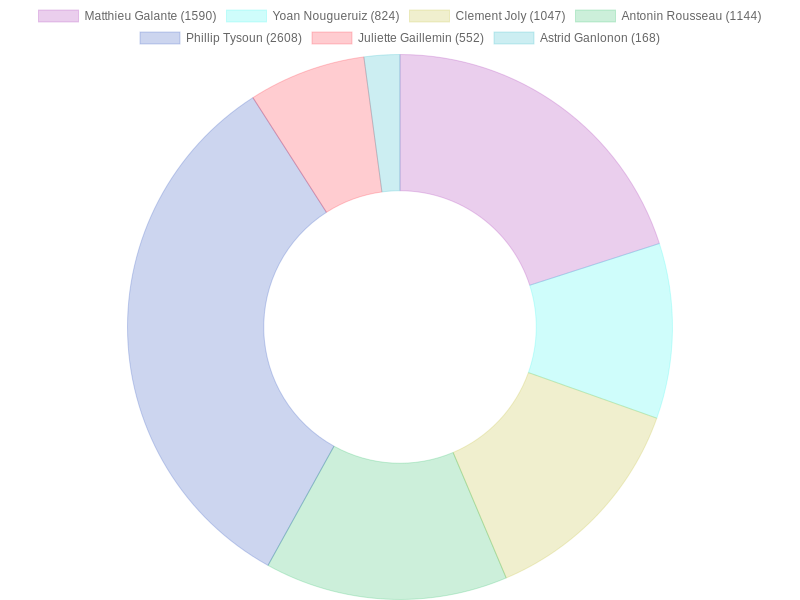 Matthieu Galante (1590) Yoan Nougueruiz (824) Clement Joly (1047) Antonin Rousseau (1144)
Phillip Tysoun (2608) Juliette Gaillemin (552) Astrid Ganlonon (168)